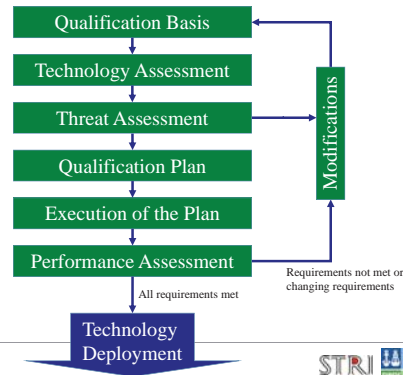 Qualification Basis
Technology Assessment
Threat Assessment
Modifications
Qualification Plan
Execution of the Plan
Performance Assessment
Requirements not met or
changing requirements
All requirements met
Technology
Deployment
STRI